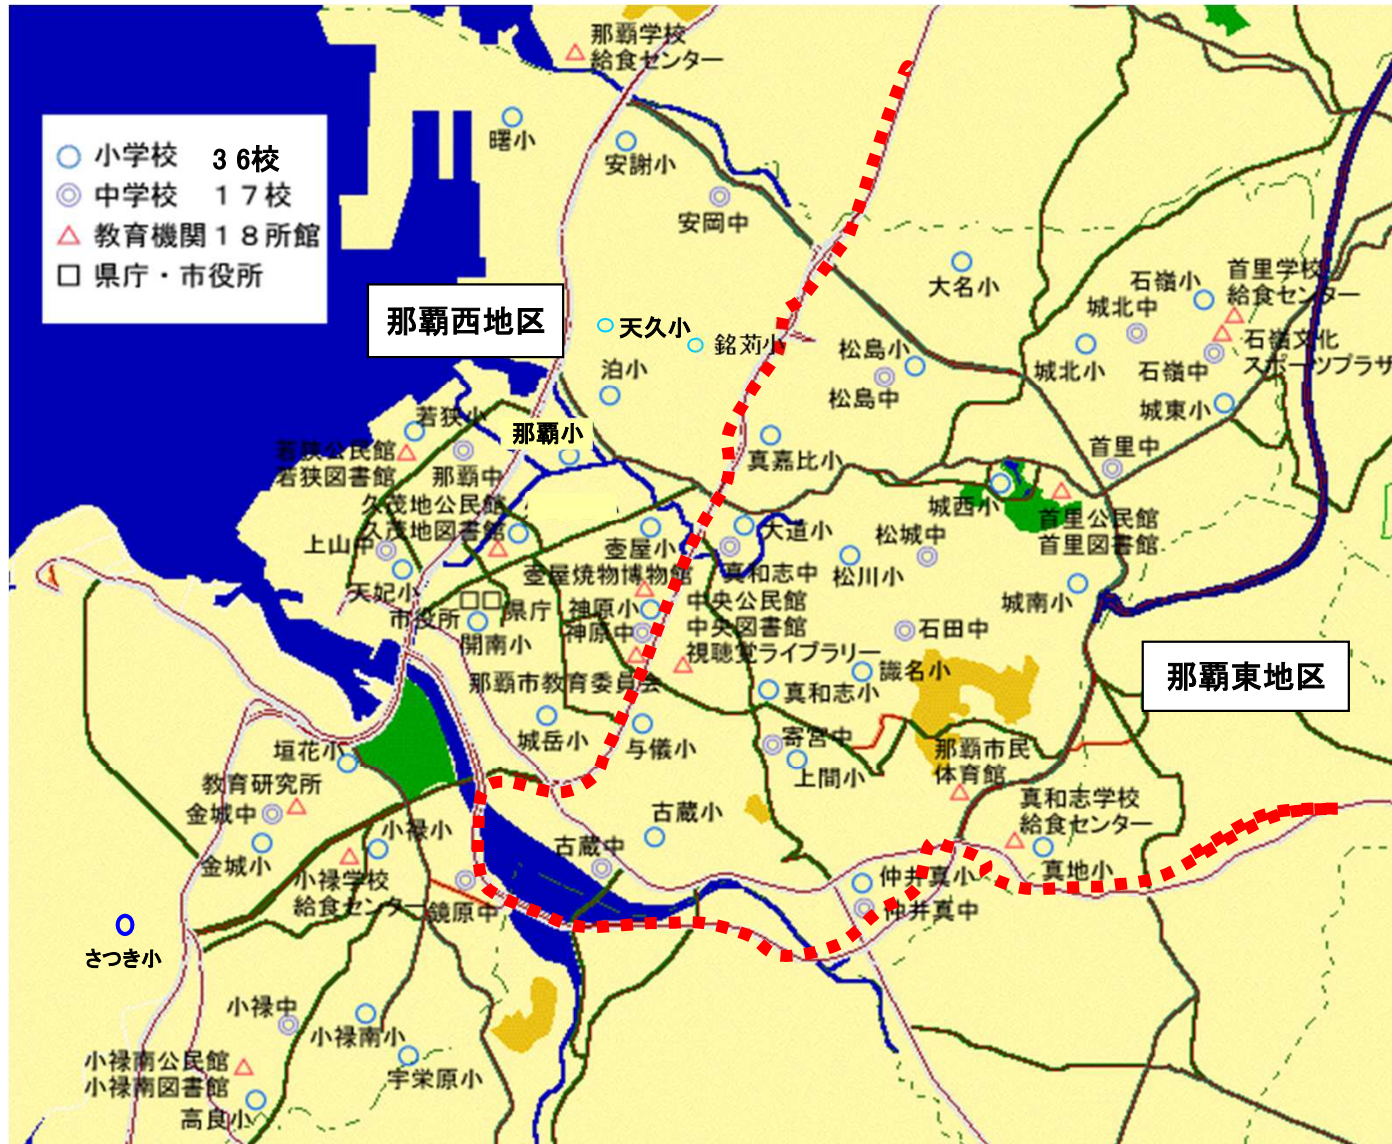 那覇学校
給食センター
小学校 36校
中学校 17校
教育機関18所館
県庁・市役所
曙小
安謝小
安岡中
大名小
石嶺小
首里学校
給食センター
城北中
那覇西地区
天久小
銘苅小
松島小
松島中
城北小
石嶺中
石嶺文化
スポーツプラザ
泊小
城東小
若狭小
那覇小
若狭公民館
若狭図書館
那覇中
真嘉比小
首里中
久茂地公民館
久茂地図書館
城西小
首里公民館
首里図書館
上山中
壺屋小
大道小
松城中
天妃小
壺屋焼物博物館
真和志中
松川小
城南小
市役所
県庁
神原小
神原中
中央公民館
中央図書館
視聴覚ライブラリー
石田中
開南小
那覇市教育委員会
真和志小
識名小
那覇東地区
城岳小
与儀小
寄宮中
上間小
那覇市民
体育館
垣花小
教育研究所
金城中
金城小
小禄小
古蔵小
古蔵中
真和志学校
給食センター
真地小
小禄学校
給食センター
鏡原中
仲井真小
仲井真中
さつき小
小禄中
小禄南小
宇栄原小
小禄南公民館
小禄南図書館
高良小